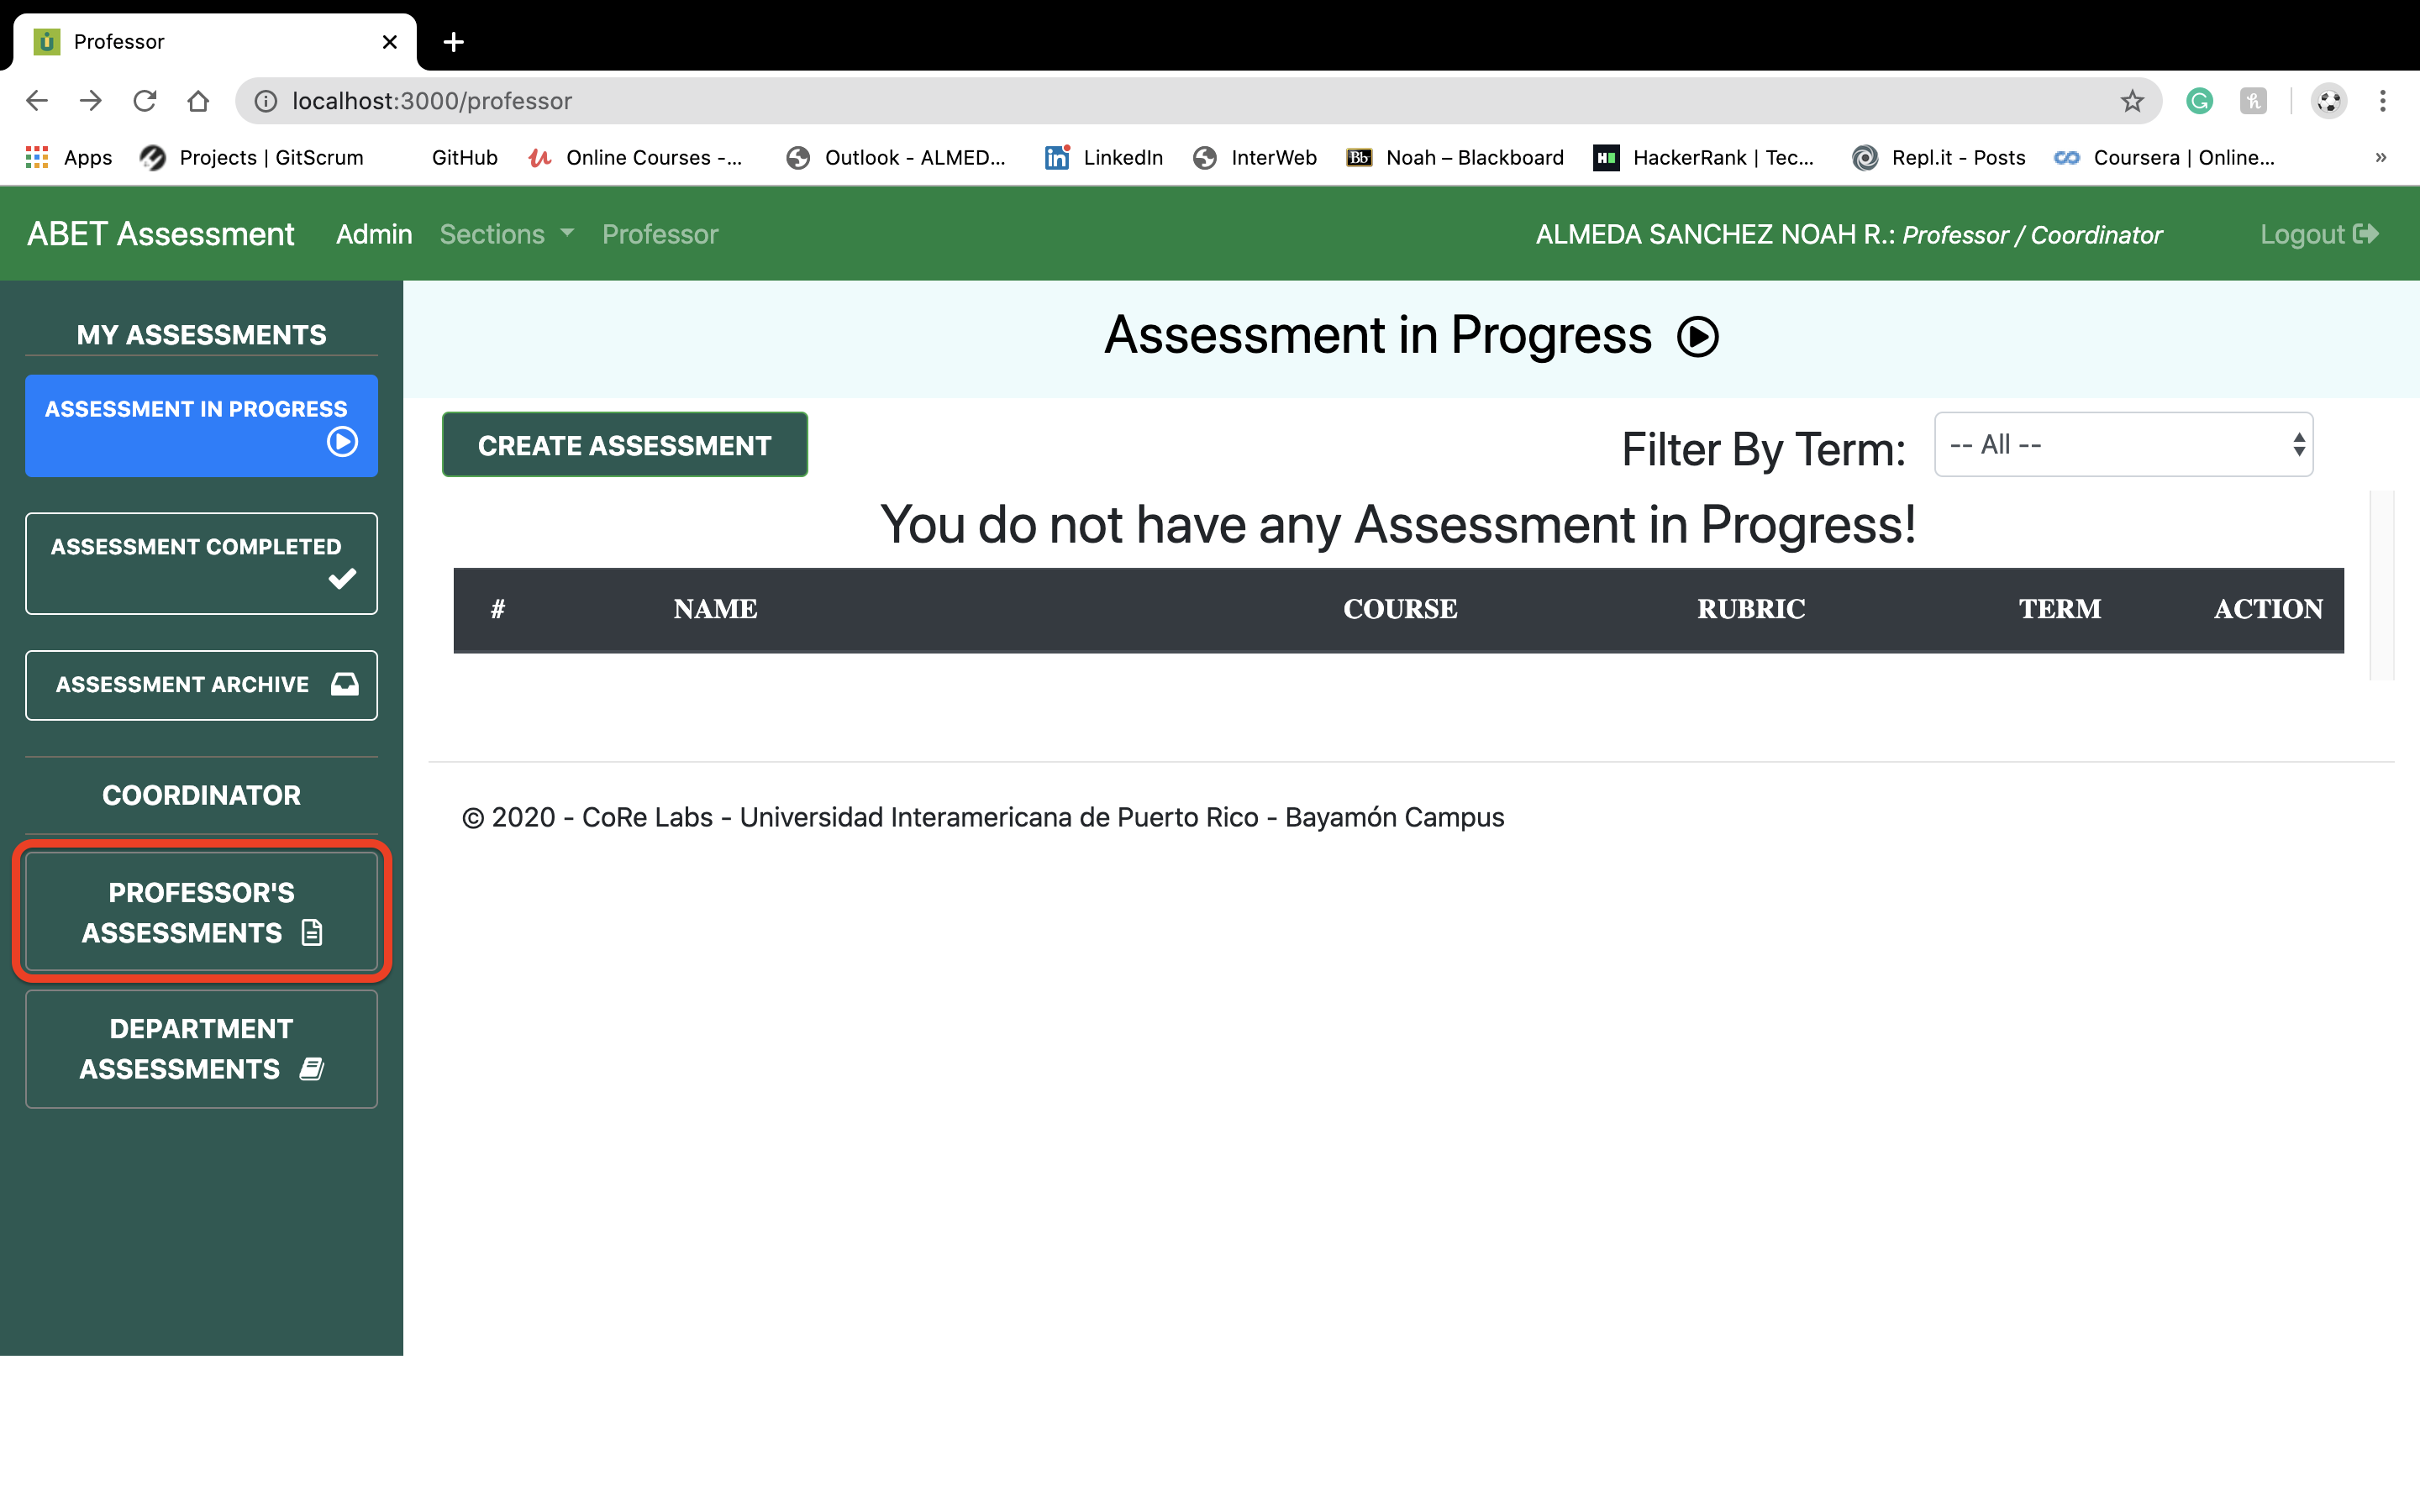 Professor
localhost:3000/professor
Apps
Projects | GitScrum
GitHub
Online Courses -...
Outlook - ALMED...
LinkedIn
InterWeb
Bb
Noah – Blackboard
HackerRank | Tec...
Repl.it - Posts
Coursera | Online...
»
ABET Assessment
Admin
Sections
Professor
ALMEDA SANCHEZ NOAH R.: Professor / Coordinator
Logout
MY ASSESSMENTS
ASSESSMENT IN PROGRESS
ASSESSMENT COMPLETED
ASSESSMENT ARCHIVE
COORDINATOR
PROFESSOR'S
ASSESSMENTS
DEPARTMENT
ASSESSMENTS
Assessment in Progress
CREATE ASSESSMENT
Filter By Term:
-- All --
You do not have any Assessment in Progress!
# NAME COURSE RUBRIC TERM ACTION
© 2020 - CoRe Labs - Universidad Interamericana de Puerto Rico - Bayamón Campus